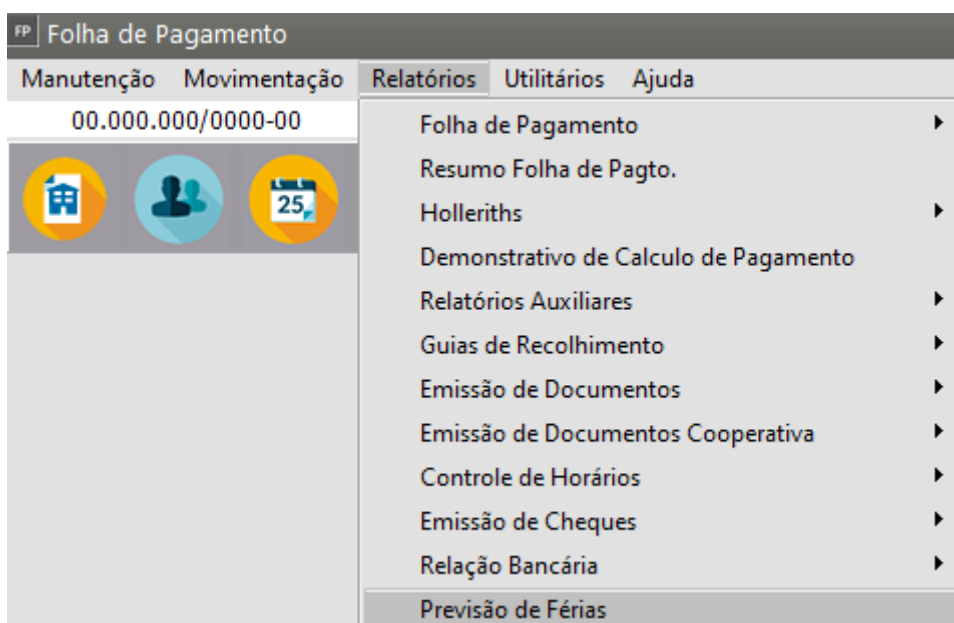 FP Folha de Pagamento
Manutenção Movimentação Relatórios Utilitários Ajuda
00.000.000/0000-00
25
Folha de Pagamento
Resumo Folha de Pagto.
Holleriths
Demonstrativo de Calculo de Pagamento
Relatórios Auxiliares
Guias de Recolhimento
Emissão de Documentos
Emissão de Documentos Cooperativa
Controle de Horários
Emissão de Cheques
Relação Bancária
Previsão de Férias